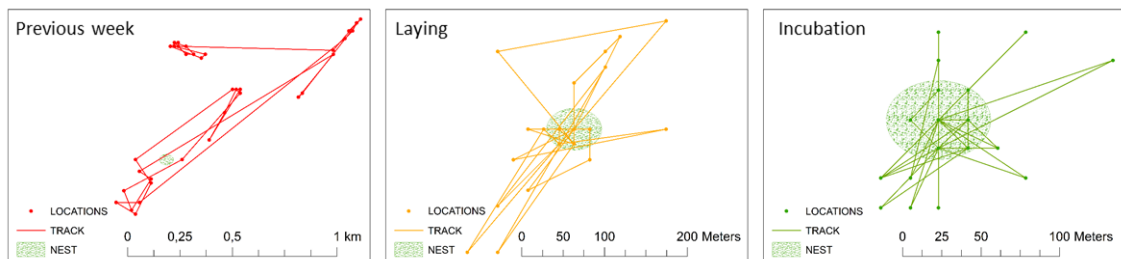 Previous week
LOCATIONS
TRACK
NEST
0 0,25 0,5 1 km
Laying
LOCATIONS
TRACK
NEST
0 50 100 200 Meters
Incubation
LOCATIONS
TRACK
NEST
0 25 50 100 Meters